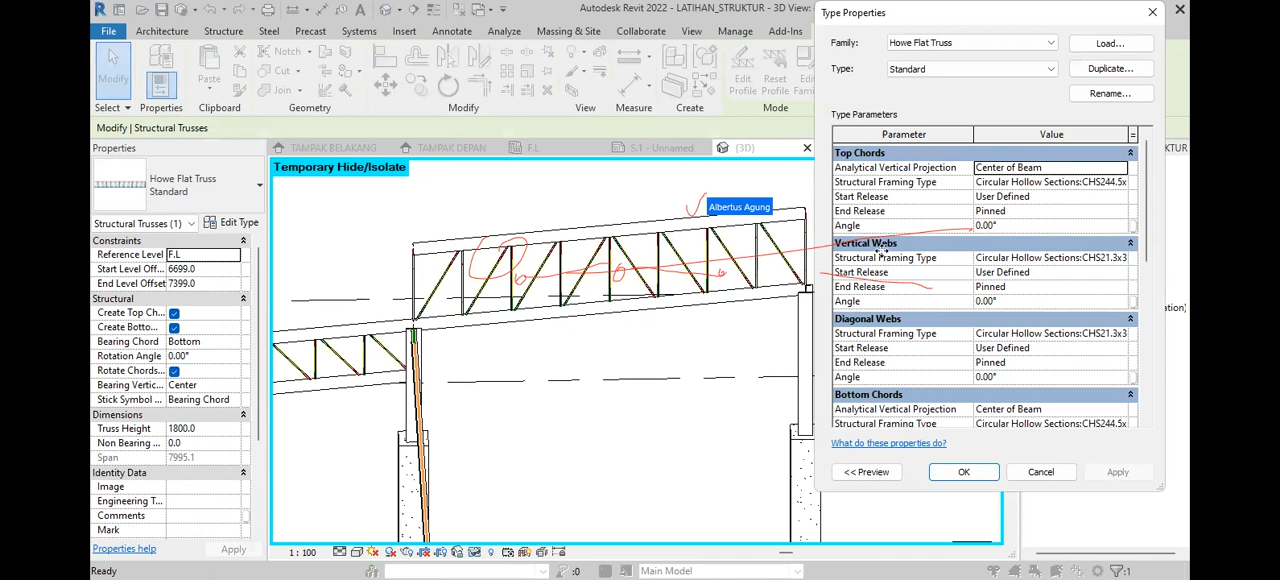 Autodesk Revit 2022 - LATIHAN_STRUKTUR - 3D View:
File Architecture Structure Steel Precast Systems Insert Annotate Analyze Massing & Site Collaborate View Manage Add-Ins
Modify
Paste
Notch
Cut
Join
Edit Profile
Reset Profile
Select Properties Clipboard Geometry Modify View Measure Create Mode
Modify | Structural Trusses
Properties
TAMPAK BELAKANG
TAMPAK DEPAN
F.L
S.1 - Unnamed
(3D)
Howe Flat Truss
Standard
Structural Trusses (1)
Edit Type
Constraints
Reference Level F.L
Start Level Off... 6699.0
End Level Offset 7399.0
Structural
Create Top Ch...
Create Botto...
Bearing Chord Bottom
Rotation Angle 0.00°
Rotate Chords...
Bearing Vertic... Center
Stick Symbol ... Bearing Chord
Dimensions
Truss Height 1800.0
Non Bearing ... 0.0
Span 7995.1
Identity Data
Image
Engineering T...
Comments
Mark
Properties help
Apply
Temporary Hide/Isolate
Albertus Agung
1 : 100
Ready
:0
Main Model
:1
Type Properties
Family: Howe Flat Truss Load...
Type: Standard Duplicate...
Rename...
Type Parameters
Parameter Value =
Top Chords
Analytical Vertical Projection Center of Beam
Structural Framing Type Circular Hollow Sections:CHS244.5x
Start Release User Defined
End Release Pinned
Angle 0.00°
Vertical Webs
Structural Framing Type Circular Hollow Sections:CHS21.3x3
Start Release User Defined
End Release Pinned
Angle 0.00°
Diagonal Webs
Structural Framing Type Circular Hollow Sections:CHS21.3x3
Start Release User Defined
End Release Pinned
Angle 0.00°
Bottom Chords
Analytical Vertical Projection Center of Beam
Structural Framing Type Circular Hollow Sections:CHS244.5x
What do these properties do?
<< Preview OK Cancel Apply
KTUR
ation)